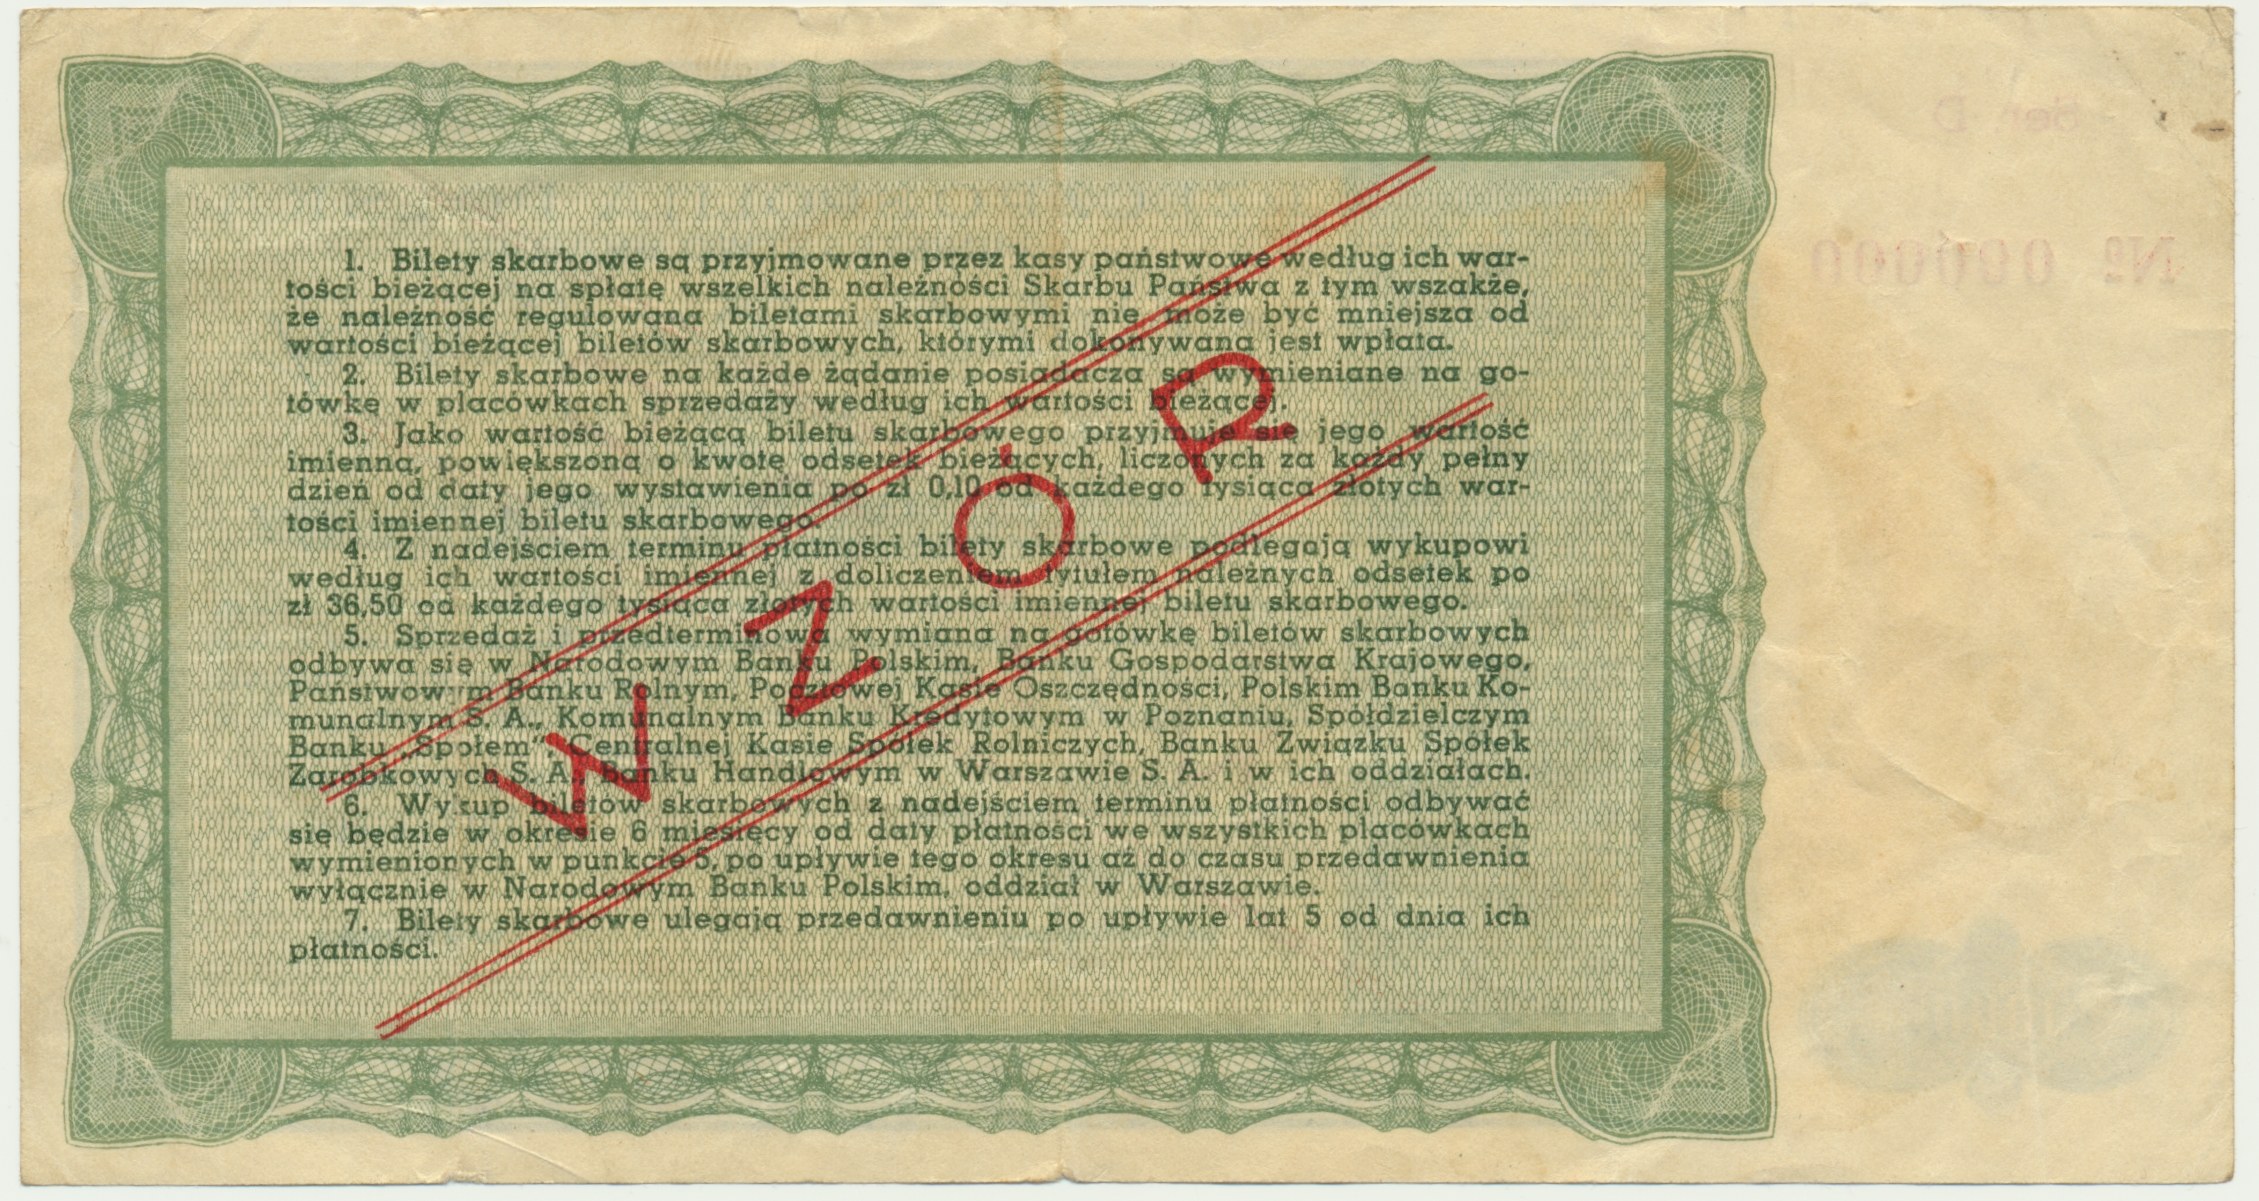 1. Bilety skarbowe są przyjmowane przez kasy państwowe według ich war-
tości bieżącej na spłatę wszelkich należności Skarbu Państwa z tym wszakże,
że należność regulowana biletami skarbowymi nie może być mniejsza od
wartości bieżącej biletów skarbowych, którymi dokonywana jest wpłata.
2. Bilety skarbowe na każde żądanie posiadacza są wymieniane na go-
tówkę w placówkach sprzedaży według ich wartości bieżącej.
3. Jako wartość bieżącą biletu skarbowego przyjmuje się jego wartość
imienną, powiększoną o kwotę odsetek bieżących, liczonych za każdy pełny
dzień od daty jego wystawienia po zł 0,10 od każdego tysiąca złotych war-
tości imiennej biletu skarbowego.
4. Z nadejściem terminu płatności bilety skarbowe podlegają wykupowi
według ich wartości imiennej z doliczeniem tytułem należnych odsetek po
zł 36,50 od każdego tysiąca złotych wartości imiennej biletu skarbowego.
5. Sprzedaż i przedterminowa wymiana na gotówkę biletów skarbowych
odbywa się w Narodowym Banku Polskim, Banku Gospodarstwa Krajowego,
Państwowym Banku Rolnym, Pocztowej Kasie Oszczędności, Polskim Banku Ko-
munalnym S. A., Komunalnym Banku Kredytowym w Poznaniu, Spółdzielczym
Banku „Społem", Centralnej Kasie Spółek Rolniczych, Banku Związku Spółek
Zarobkowych S. A., Banku Handlowym w Warszawie S. A. i w ich oddziałach.
6. Wykup biletów skarbowych z nadejściem terminu płatności odbywać
się będzie w okresie 6 miesięcy od daty płatności we wszystkich placówkach
wymienionych w punkcie 5, po upływie tego okresu aż do czasu przedawnienia
wyłącznie w Narodowym Banku Polskim, oddział w Warszawie.
7. Bilety skarbowe ulegają przedawnieniu po upływie lat 5 od dnia ich
płatności.
WZÓR
Ser. D
№ 000000